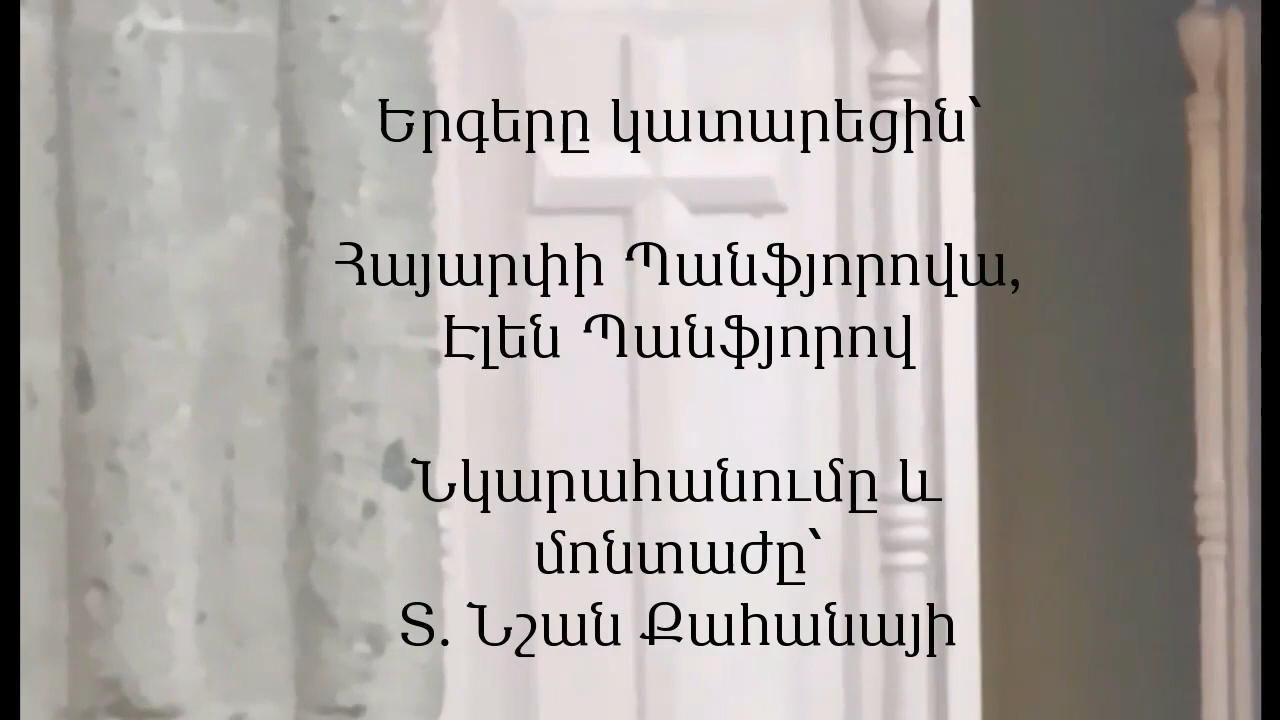 Երգերը կատարեցին՝
Հայարփի Պանֆյորովա,
Էլեն Պանֆյորով
Նկարահանումը և
մոնտաժը՝
Տ. Նշան Քահանայի